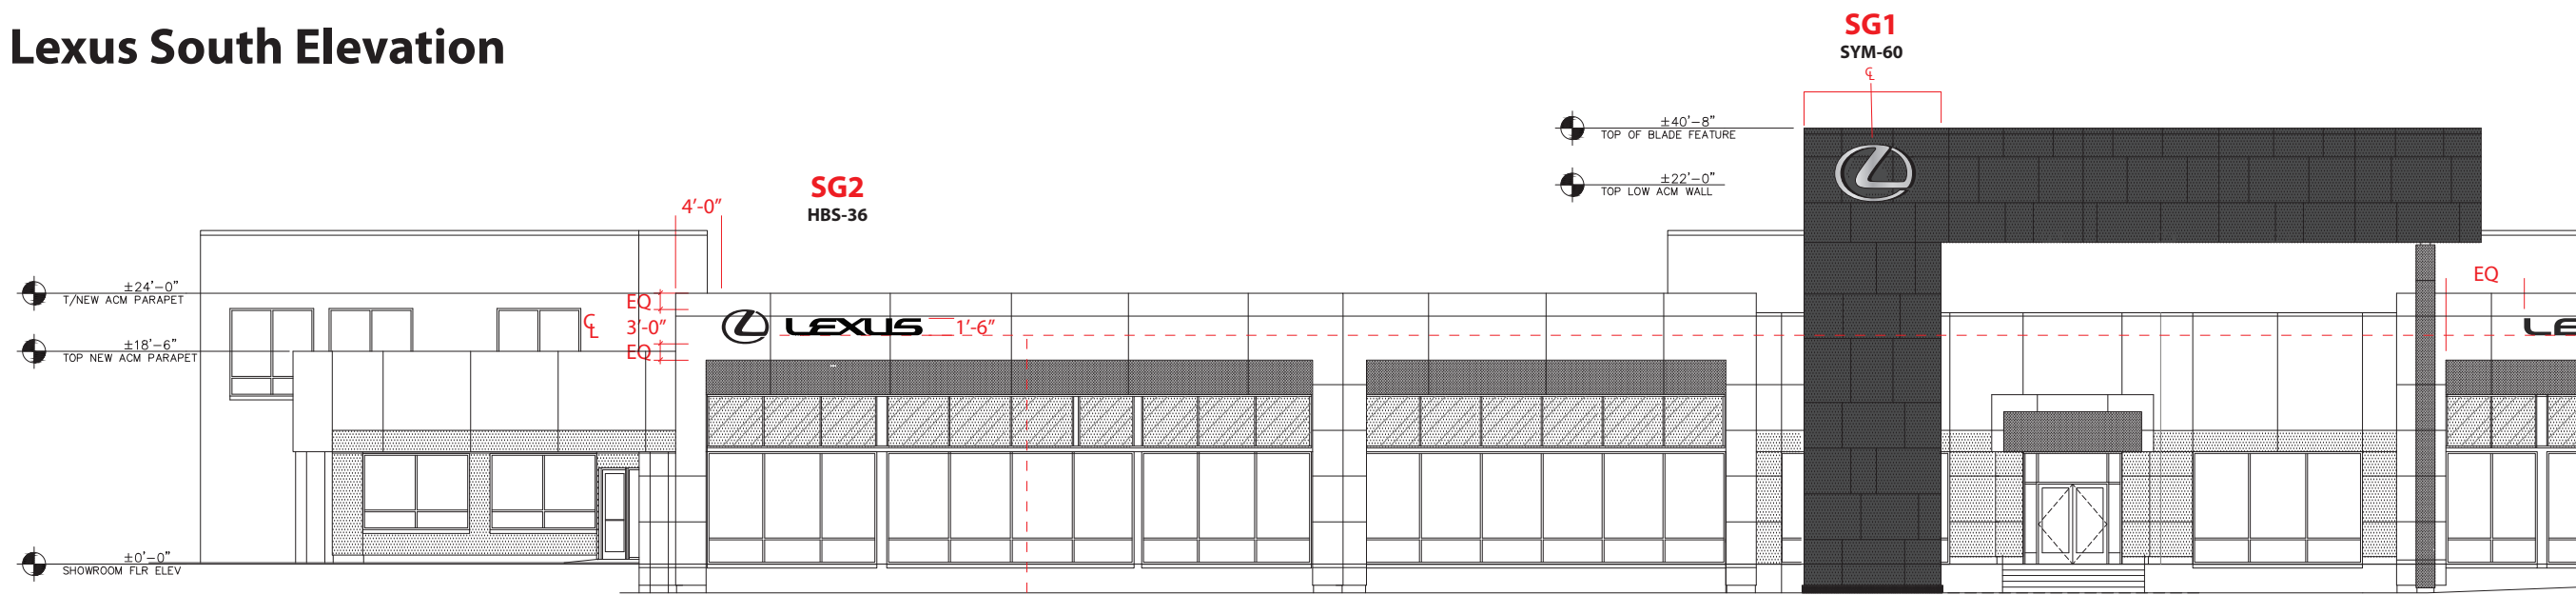 Lexus South Elevation
SG1
SYM-60
℄
±40'-8"
TOP OF BLADE FEATURE
±22'-0"
TOP LOW ACM WALL
SG2
HBS-36
4'-0"
EQ
±24'-0"
T/NEW ACM PARAPET
EQ
℄
3'-0"
LEXUS
1'-6"
LE
EQ
±18'-6"
TOP NEW ACM PARAPET
±0'-0"
SHOWROOM FLR ELEV